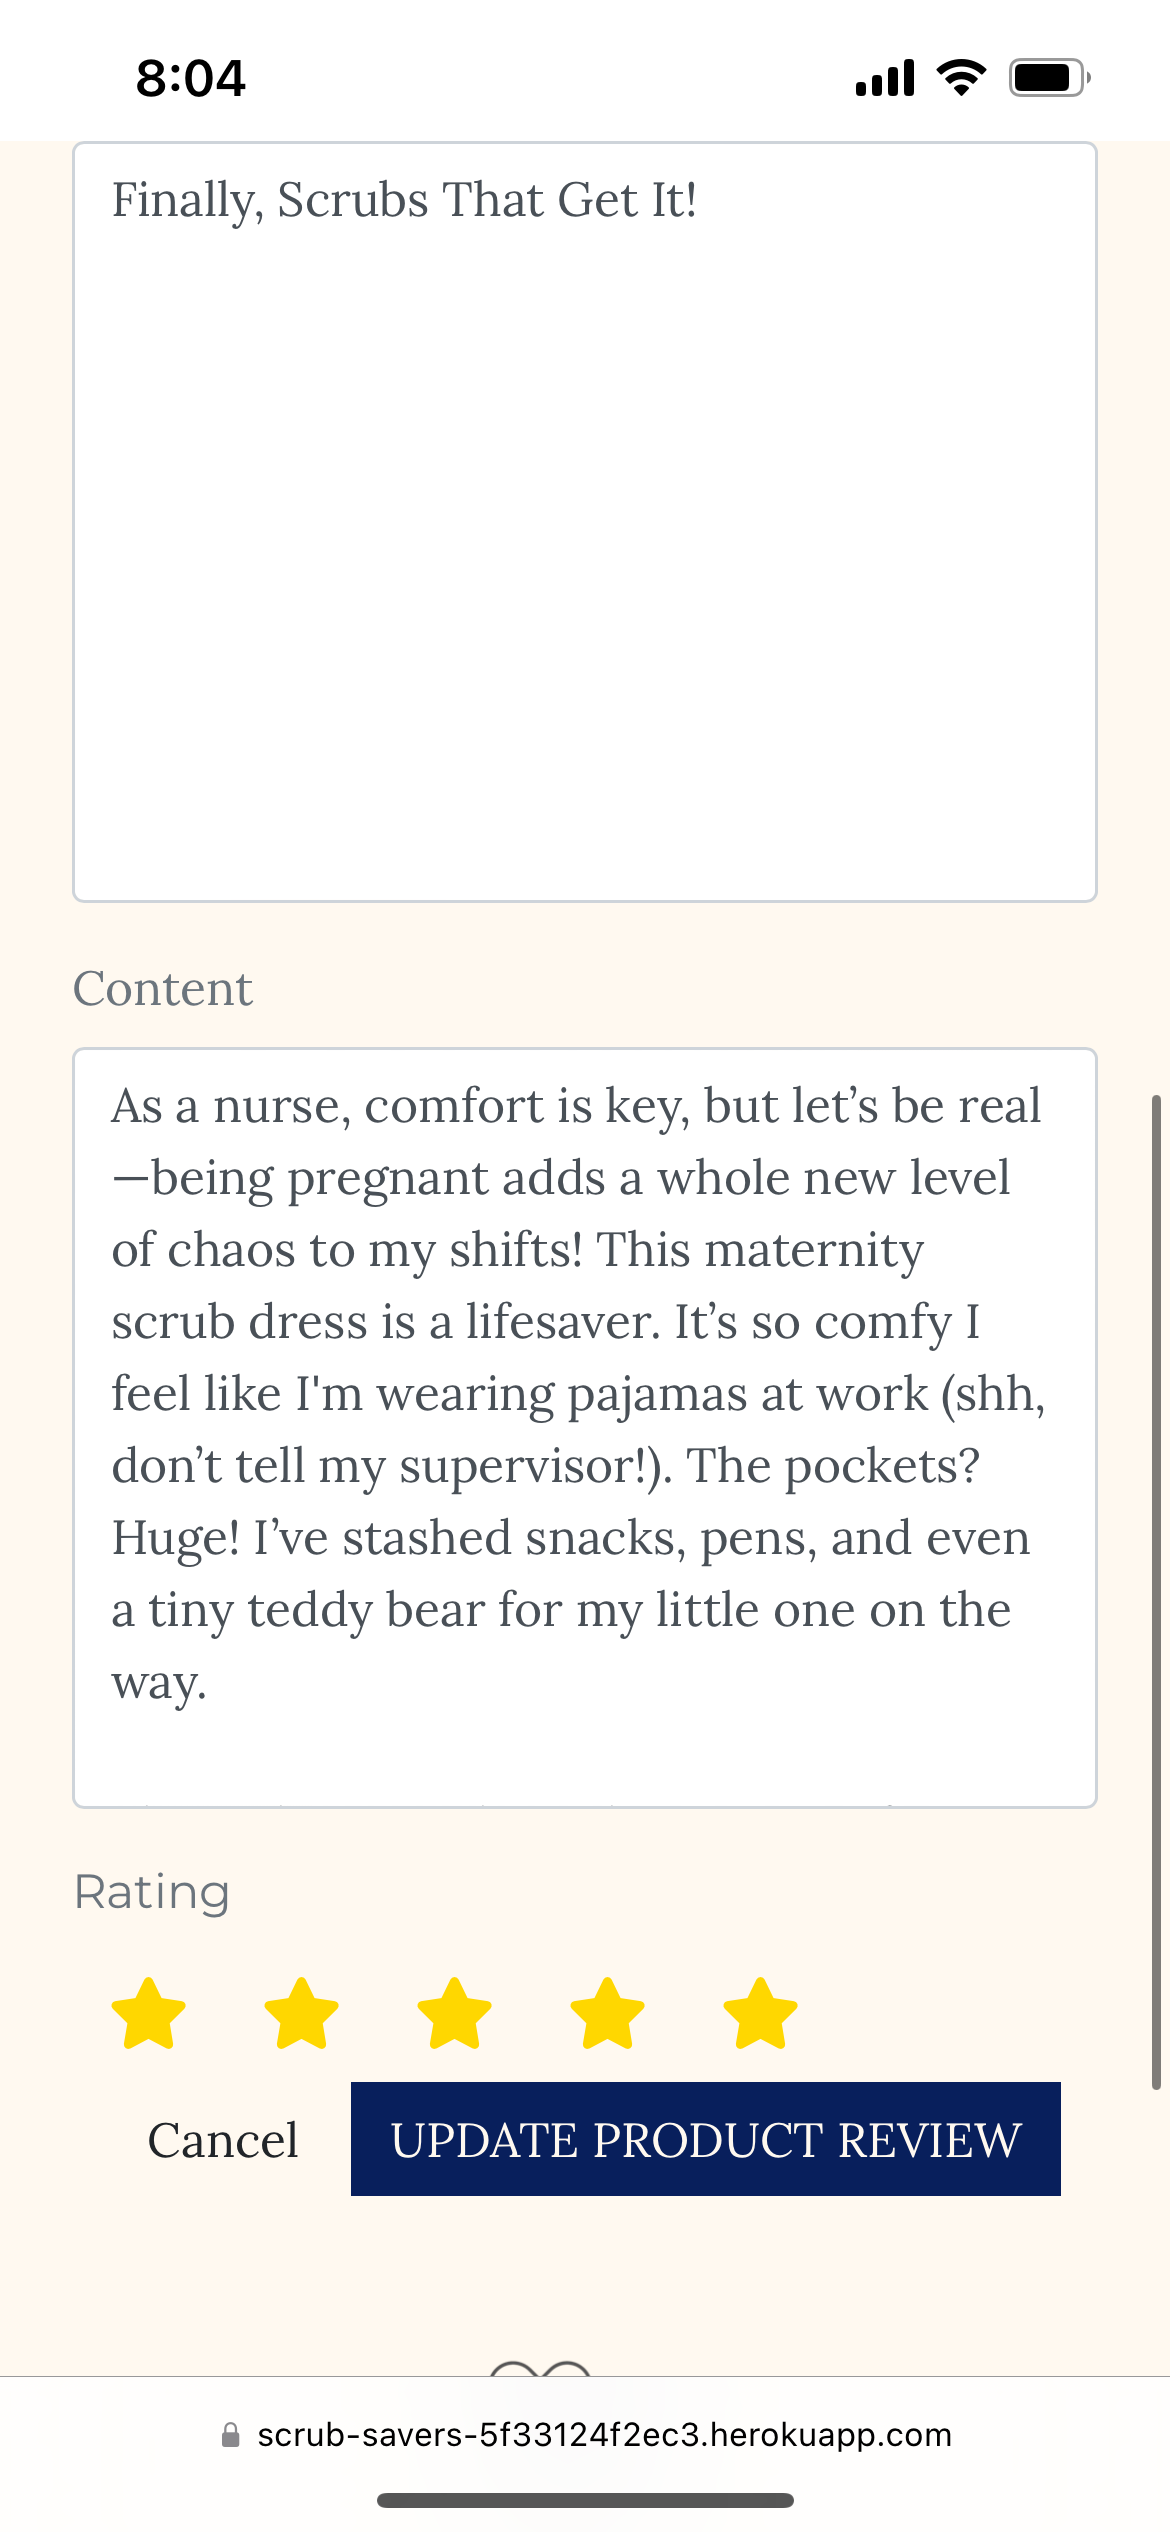 8:04
Finally, Scrubs That Get It!
Content
As a nurse, comfort is key, but let’s be real
—being pregnant adds a whole new level
of chaos to my shifts! This maternity
scrub dress is a lifesaver. It’s so comfy I
feel like I'm wearing pajamas at work (shh,
don’t tell my supervisor!). The pockets?
Huge! I’ve stashed snacks, pens, and even
a tiny teddy bear for my little one on the
way.
Rating
Cancel
UPDATE PRODUCT REVIEW
scrub-savers-5f33124f2ec3.herokuapp.com